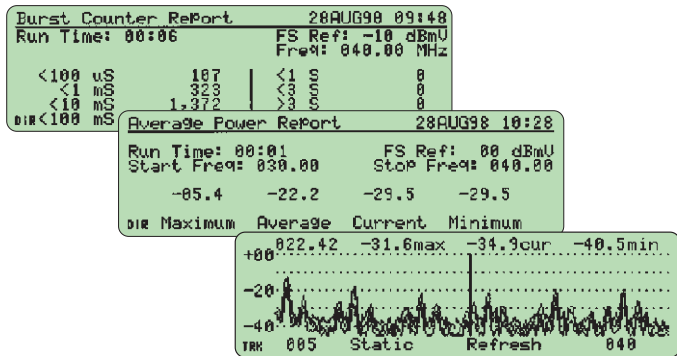 Burst Counter Report 28AUG98 09:48
Run Time: 00:06 FS Ref: -10 dBmV
Freq: 040.00 MHz
<100 uS 107 <1 S 0
<1 mS 323 <3 S 0
<10 mS 1,372 >3 S 0
DIR <100 mS
Average Power Report 28AUG98 10:28
Run Time: 00:01 FS Ref: 00 dBmV
Start Freq: 030.00 Stop Freq: 040.00
-05.4 -22.2 -29.5 -29.5
DIR Maximum Average Current Minimum
022.42 -31.6max -34.9cur -40.5min
+00
-20
-40
TRK 005 Static Refresh 040